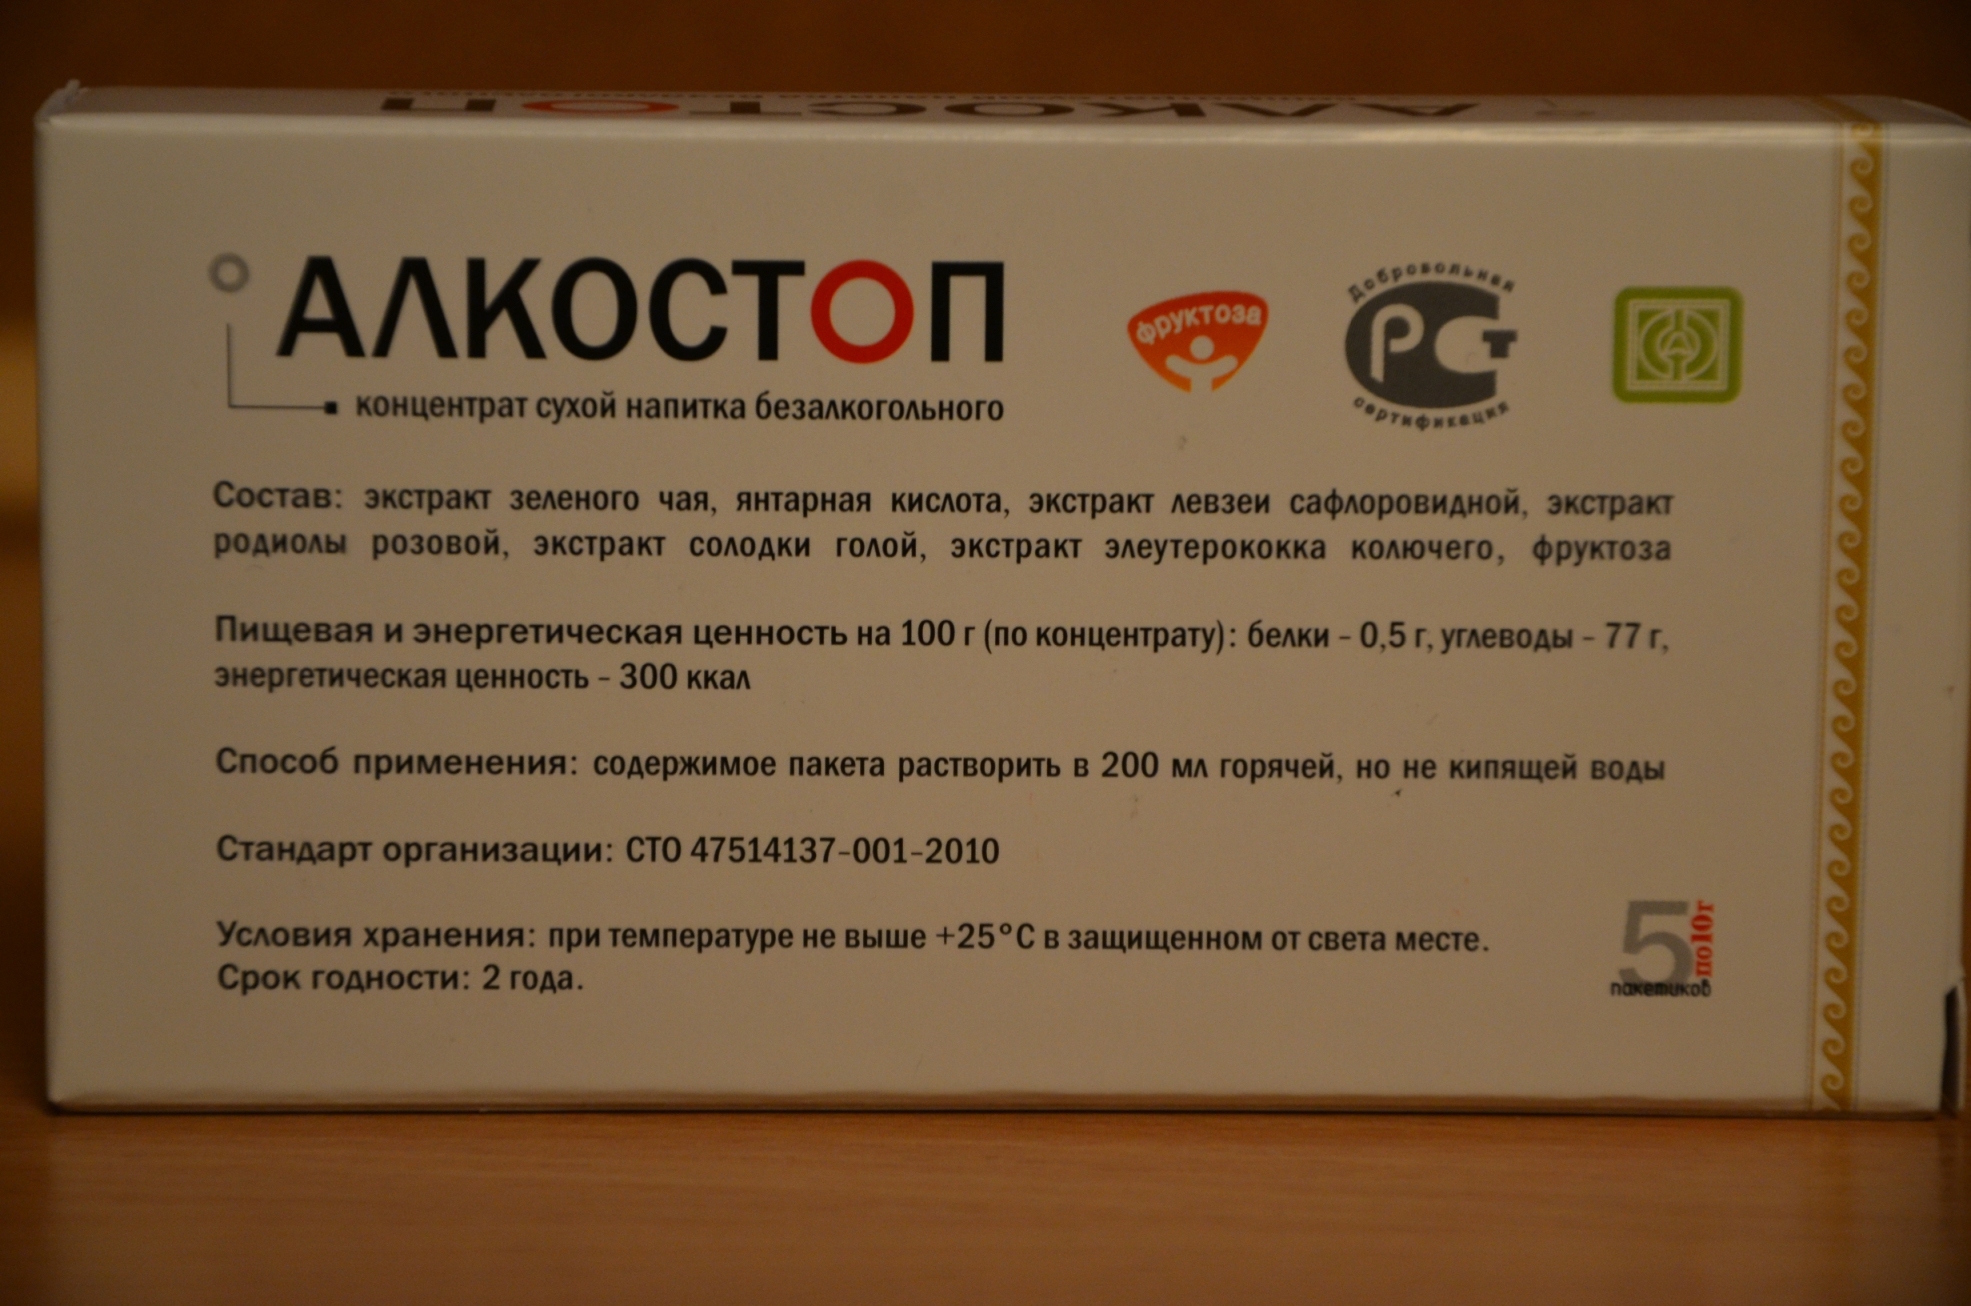 АЛКОСТОП
АЛКОСТОП
концентрат сухой напитка безалкогольного
фруктоза
Добровольная
РСТ
сертификация
Состав: экстракт зеленого чая, янтарная кислота, экстракт левзеи сафлоровидной, экстракт
родиолы розовой, экстракт солодки голой, экстракт элеутерококка колючего, фруктоза
Пищевая и энергетическая ценность на 100 г (по концентрату): белки - 0,5 г, углеводы - 77 г,
энергетическая ценность - 300 ккал
Способ применения: содержимое пакета растворить в 200 мл горячей, но не кипящей воды
Стандарт организации: СТО 47514137-001-2010
Условия хранения: при температуре не выше +25°С в защищенном от света месте.
Срок годности: 2 года.
5 по10г
пакетиков